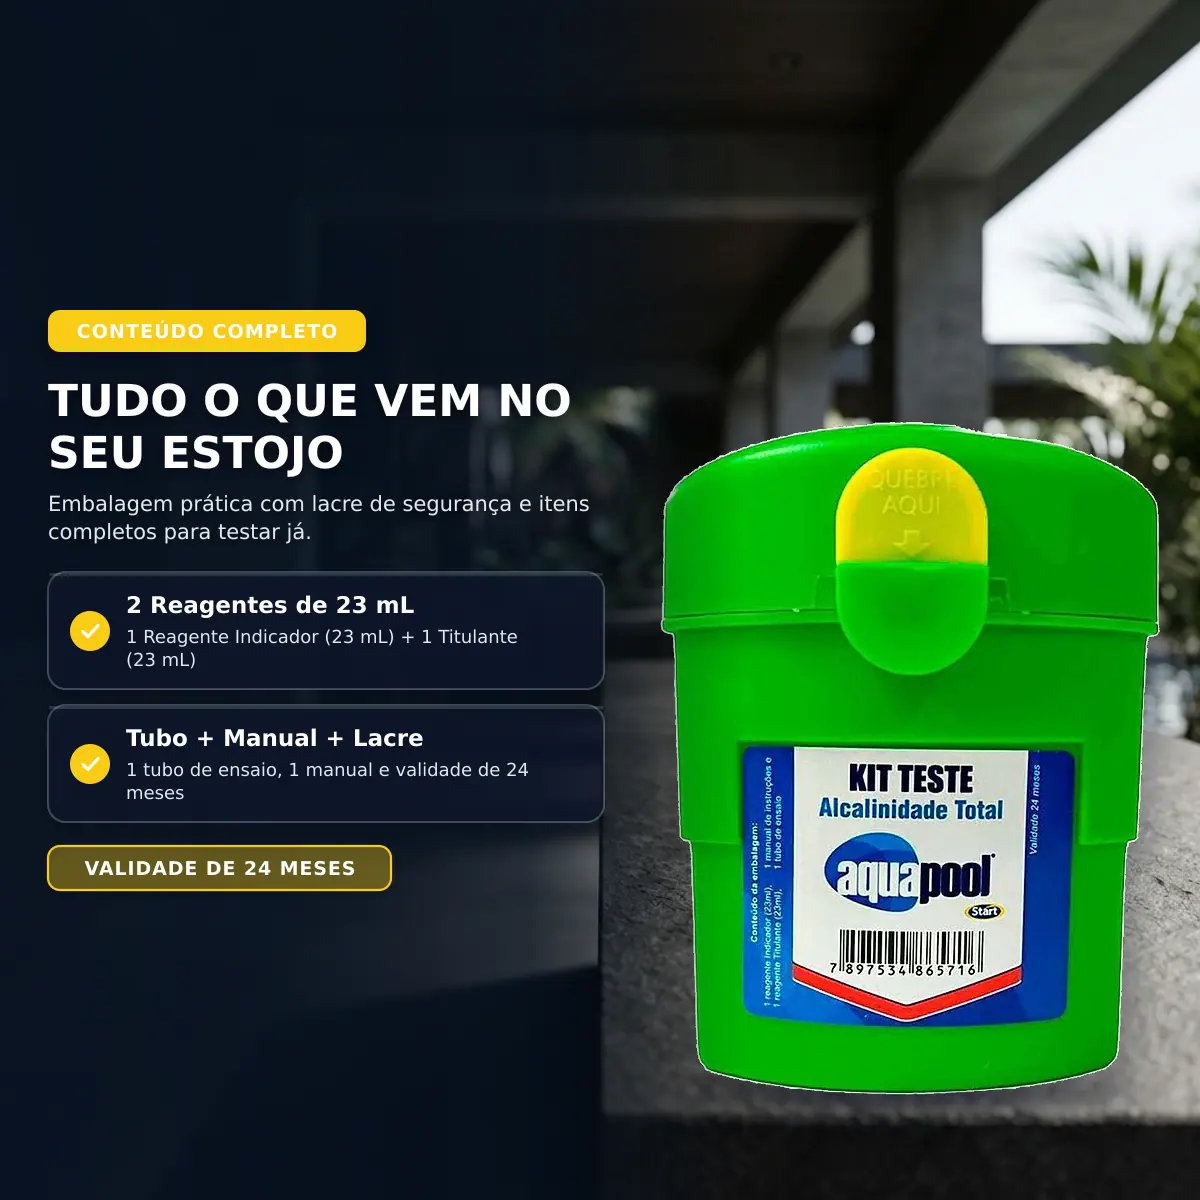 CONTEÚDO COMPLETO
TUDO O QUE VEM NO
SEU ESTOJO
Embalagem prática com lacre de segurança e itens
completos para testar já.
2 Reagentes de 23 mL
1 Reagente Indicador (23 mL) + 1 Titulante
(23 mL)
Tubo + Manual + Lacre
1 tubo de ensaio, 1 manual e validade de 24
meses
VALIDADE DE 24 MESES
QUEBRE
AQUI
KIT TESTE
Alcalinidade Total
aquapool
Start
7 897534 865716
Conteúdo da embalagem:
1 reagente Indicador (23ml), 1 manual de instruções e
1 reagente Titulante (23ml), 1 tubo de ensaio
Validade 24 meses